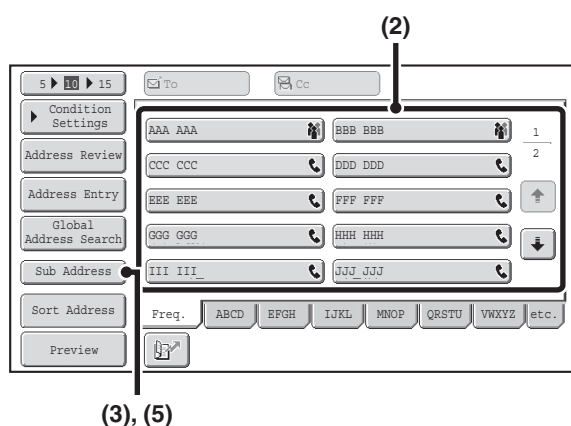 (2)
5 10 15
To
Cc
Condition
Settings
AAA AAA
BBB BBB
1
2
Address Review
CCC CCC
DDD DDD
Address Entry
EEE EEE
FFF FFF
Global
Address Search
GGG GGG
HHH HHH
Sub Address
III III
JJJ JJJ
Sort Address
Freq.
ABCD
EFGH
IJKL
MNOP
QRSTU
VWXYZ
etc.
Preview
(3), (5)